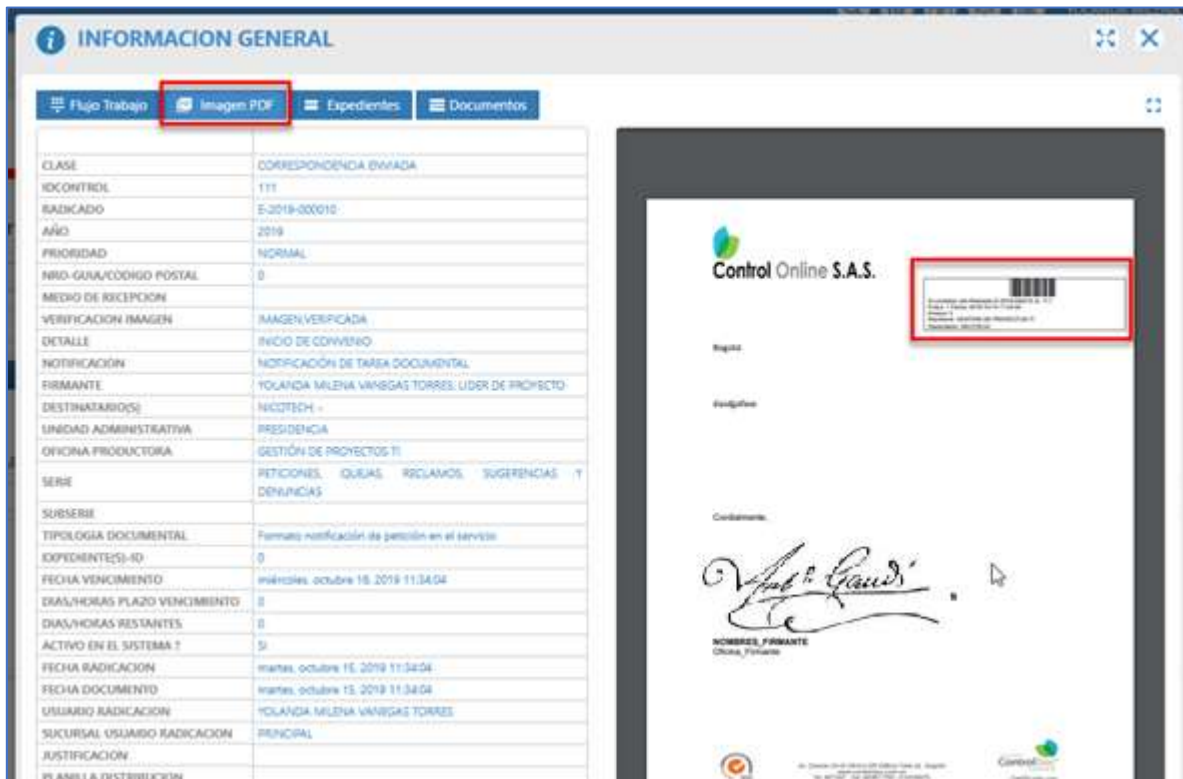 INFORMACION GENERAL
Flujo Trabajo
Imagen PDF
Expedientes
Documentos
CLASE CORRESPONDENCIA ENVIADA
IDCONTROL 111
RADICADO E-2019-000010
AÑO 2019
PRIORIDAD NORMAL
NRO-GUIA/CODIGO POSTAL 0
MEDIO DE RECEPCION
VERIFICACION IMAGEN IMAGEN VERIFICADA
DETALLE INICIO DE CONVENIO
NOTIFICACIÓN NOTIFICACIÓN DE TAREA DOCUMENTAL
FIRMANTE YOLANDA MILENA VANEGAS TORRES. LIDER DE PROYECTO
DESTINATARIO(S) NICOTECH -
UNIDAD ADMINISTRATIVA PRESIDENCIA
OFICINA PRODUCTORA GESTIÓN DE PROYECTOS TI
SERIE PETICIONES, QUEJAS, RECLAMOS, SUGERENCIAS Y
DENUNCIAS
SUBSERIE
TIPOLOGIA DOCUMENTAL Formato notificación de petición en el servicio
EXPEDIENTE(S)-ID 0
FECHA VENCIMIENTO miércoles, octubre 16, 2019 11:34:04
DIAS/HORAS PLAZO VENCIMIENTO 0
DIAS/HORAS RESTANTES 0
ACTIVO EN EL SISTEMA ? SI
FECHA RADICACION martes, octubre 15, 2019 11:34:04
FECHA DOCUMENTO martes, octubre 15, 2019 11:34:04
USUARIO RADICACION YOLANDA MILENA VANEGAS TORRES
SUCURSAL USUARIO RADICACION PRINCIPAL
JUSTIFICACION
PLANILLA DISTRIBUCIÓN
Control Online S.A.S.
Bogotá
Cordialmente,
NOMBRES_FIRMANTE
Oficina_Firmante